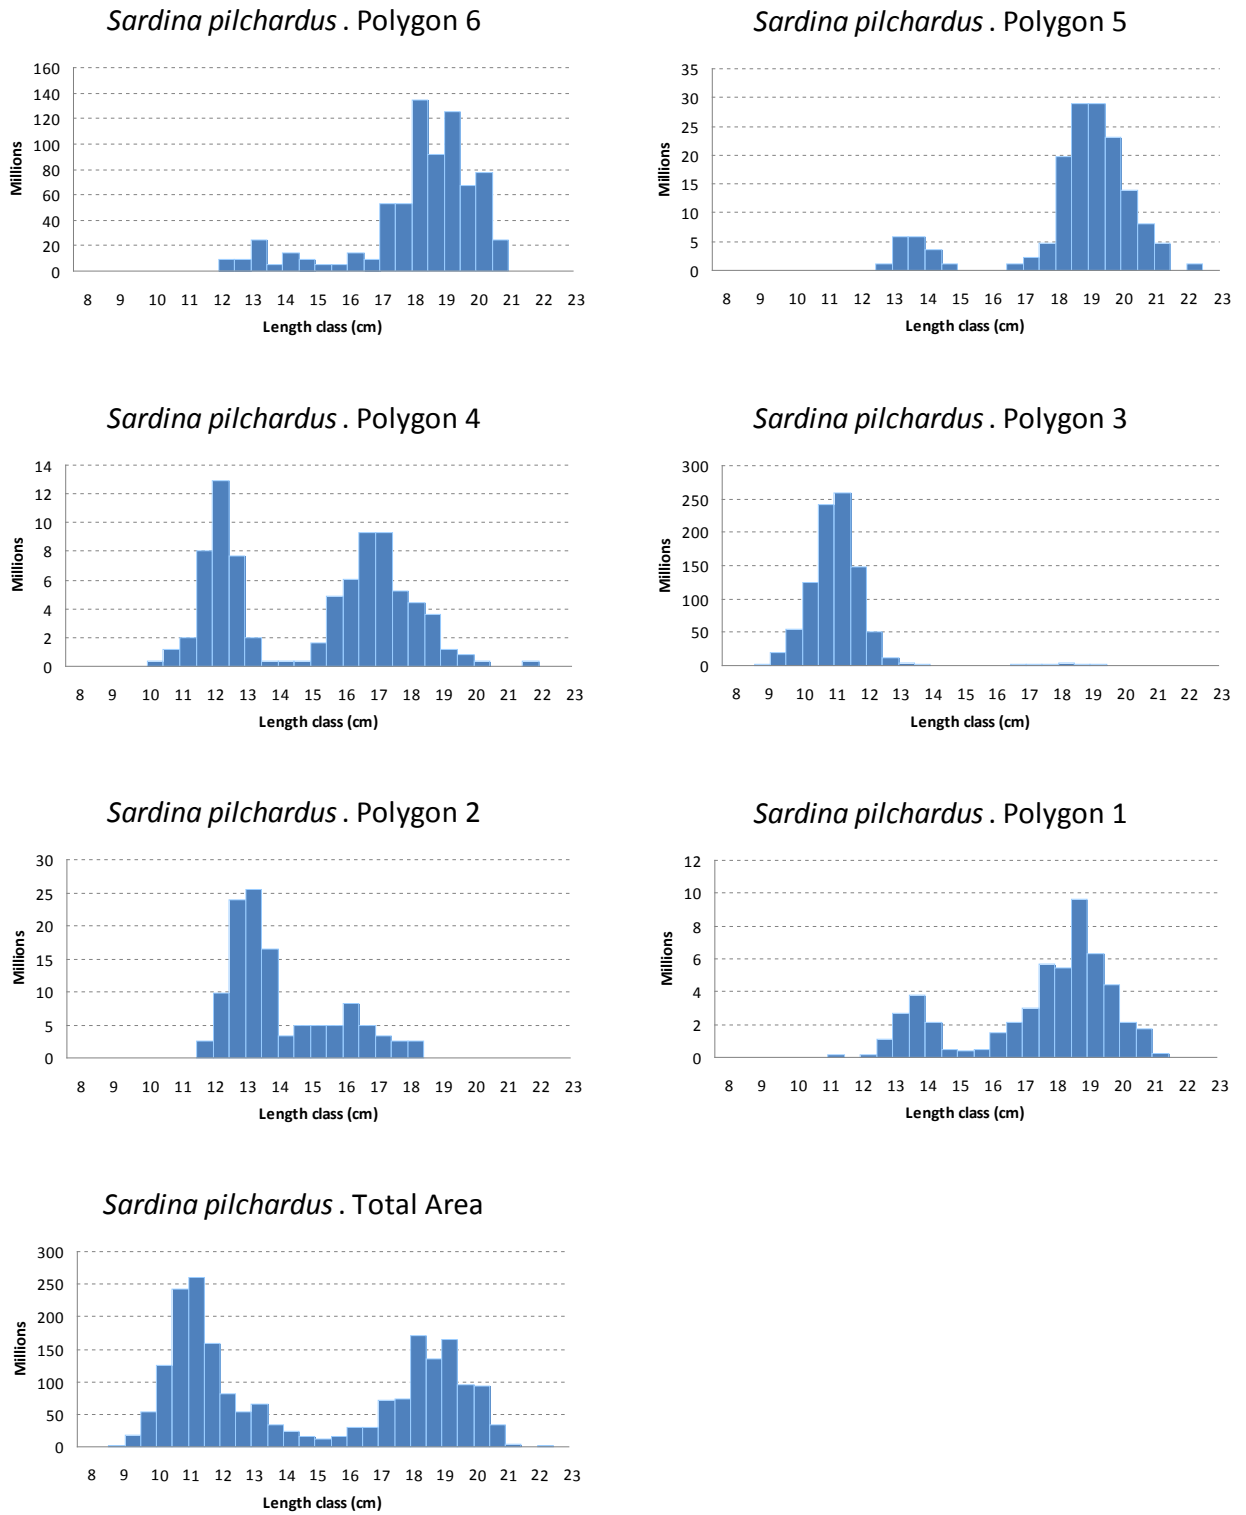 Sardina pilchardus . Polygon 6
160
140
120
100
80
60
40
20
0
Millions
8 9 10 11 12 13 14 15 16 17 18 19 20 21 22 23
Length class (cm)
Sardina pilchardus . Polygon 5
35
30
25
20
15
10
5
0
Millions
8 9 10 11 12 13 14 15 16 17 18 19 20 21 22 23
Length class (cm)
Sardina pilchardus . Polygon 4
14
12
10
8
6
4
2
0
Millions
8 9 10 11 12 13 14 15 16 17 18 19 20 21 22 23
Length class (cm)
Sardina pilchardus . Polygon 3
300
250
200
150
100
50
0
Millions
8 9 10 11 12 13 14 15 16 17 18 19 20 21 22 23
Length class (cm)
Sardina pilchardus . Polygon 2
30
25
20
15
10
5
0
Millions
8 9 10 11 12 13 14 15 16 17 18 19 20 21 22 23
Length class (cm)
Sardina pilchardus . Polygon 1
12
10
8
6
4
2
0
Millions
8 9 10 11 12 13 14 15 16 17 18 19 20 21 22 23
Length class (cm)
Sardina pilchardus . Total Area
300
250
200
150
100
50
0
Millions
8 9 10 11 12 13 14 15 16 17 18 19 20 21 22 23
Length class (cm)